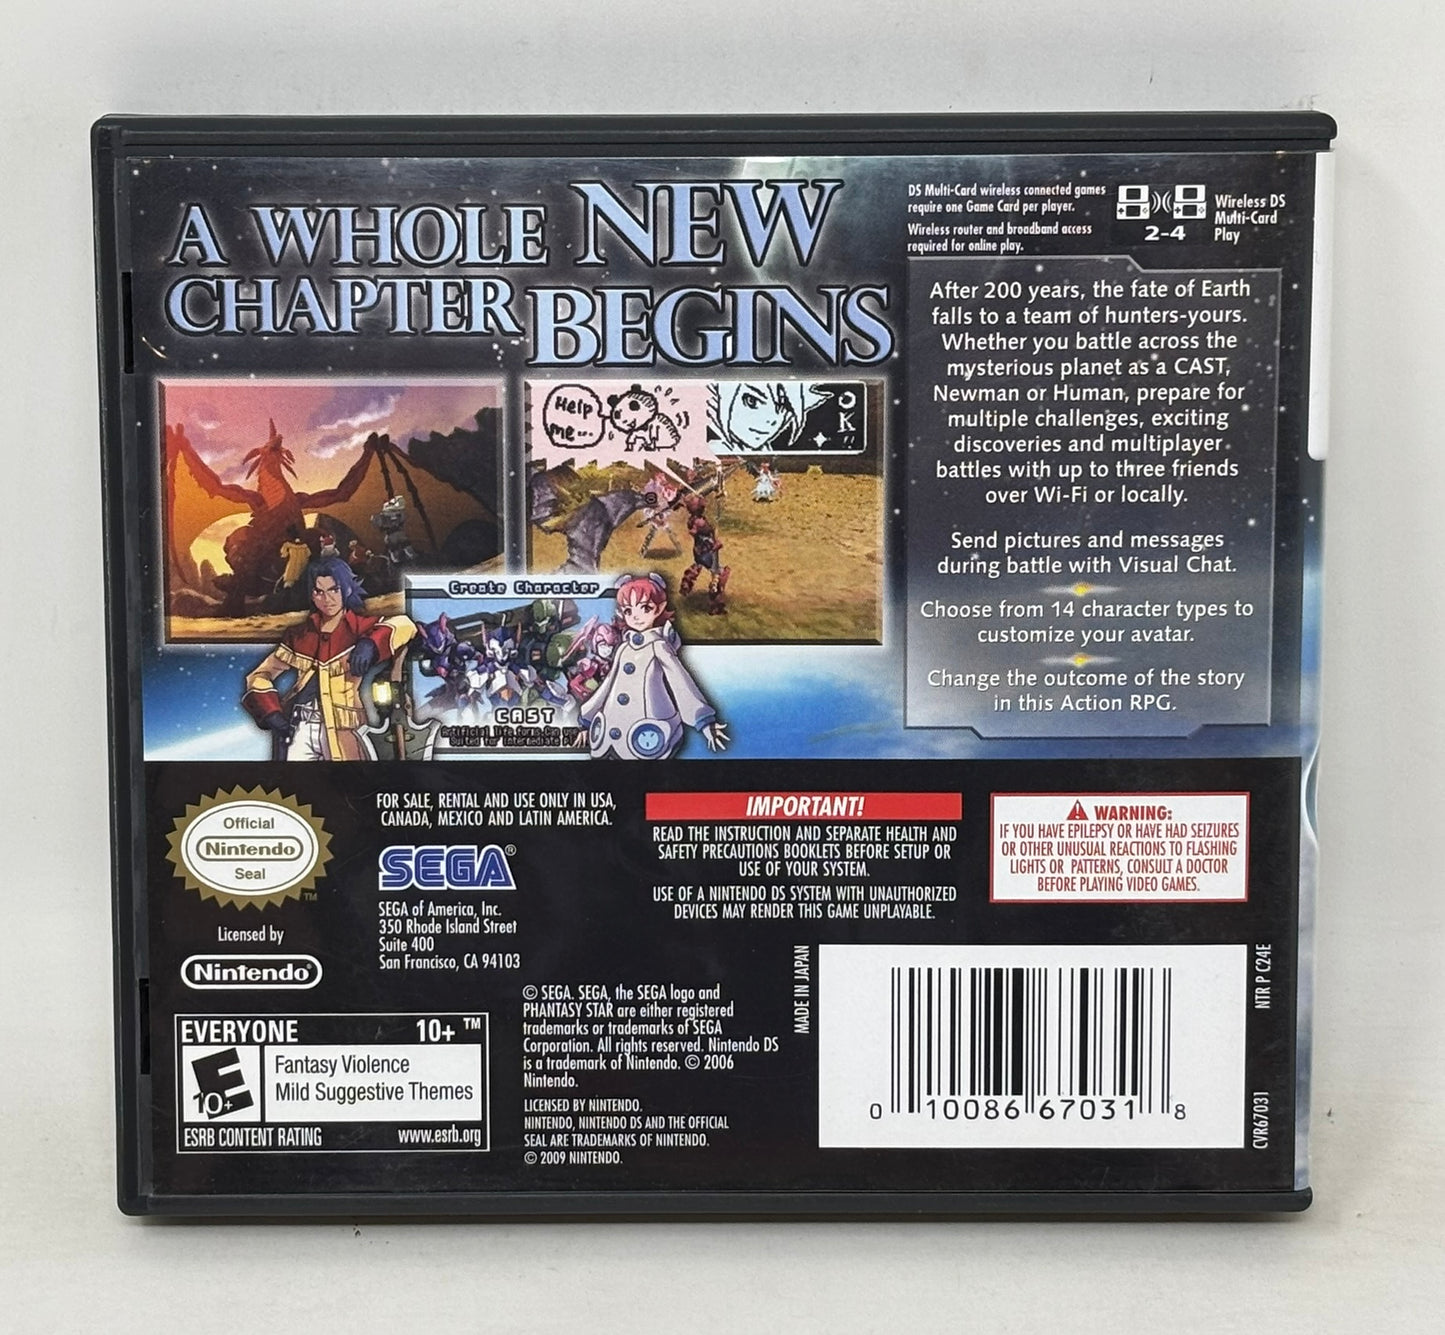 A WHOLE NEW
CHAPTER BEGINS
DS Multi-Card wireless connected games
require one Game Card per player.
Wireless router and broadband access
required for online play.
2-4
Wireless DS
Multi-Card
Play
After 200 years, the fate of Earth
falls to a team of hunters-yours.
Whether you battle across the
mysterious planet as a CAST,
Newman or Human, prepare for
multiple challenges, exciting
discoveries and multiplayer
battles with up to three friends
over Wi-Fi or locally.
Send pictures and messages
during battle with Visual Chat.
Choose from 14 character types to
customize your avatar.
Change the outcome of the story
in this Action RPG.
Help
me...
OK
!!
Create Character
CAST
Artificial life forms. Can use
Suited for intermediate
Official
Nintendo
Seal
TM
Licensed by
Nintendo®
FOR SALE, RENTAL AND USE ONLY IN USA,
CANADA, MEXICO AND LATIN AMERICA.
SEGA®
SEGA of America, Inc.
350 Rhode Island Street
Suite 400
San Francisco, CA 94103
IMPORTANT!
READ THE INSTRUCTION AND SEPARATE HEALTH AND
SAFETY PRECAUTIONS BOOKLETS BEFORE SETUP OR
USE OF YOUR SYSTEM.
USE OF A NINTENDO DS SYSTEM WITH UNAUTHORIZED
DEVICES MAY RENDER THIS GAME UNPLAYABLE.
WARNING:
IF YOU HAVE EPILEPSY OR HAVE HAD SEIZURES
OR OTHER UNUSUAL REACTIONS TO FLASHING
LIGHTS OR PATTERNS, CONSULT A DOCTOR
BEFORE PLAYING VIDEO GAMES.
EVERYONE 10+ ™
E
10+
Fantasy Violence
Mild Suggestive Themes
ESRB CONTENT RATING www.esrb.org
© SEGA. SEGA, the SEGA logo and
PHANTASY STAR are either registered
trademarks or trademarks of SEGA
Corporation. All rights reserved. Nintendo DS
is a trademark of Nintendo. © 2006
Nintendo.
LICENSED BY NINTENDO.
NINTENDO, NINTENDO DS AND THE OFFICIAL
SEAL ARE TRADEMARKS OF NINTENDO.
© 2009 NINTENDO.
MADE IN JAPAN
0 10086 67031 8
NTR P C24E
CVR67031